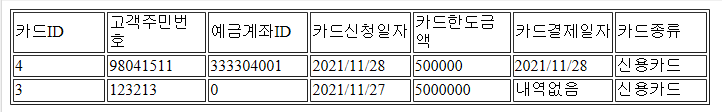 카드ID 고객주민번호 예금계좌ID 카드신청일자 카드한도금액 카드결제일자 카드종류
4 98041511 333304001 2021/11/28 500000 2021/11/28 신용카드
3 123213 0 2021/11/27 5000000 내역없음 신용카드